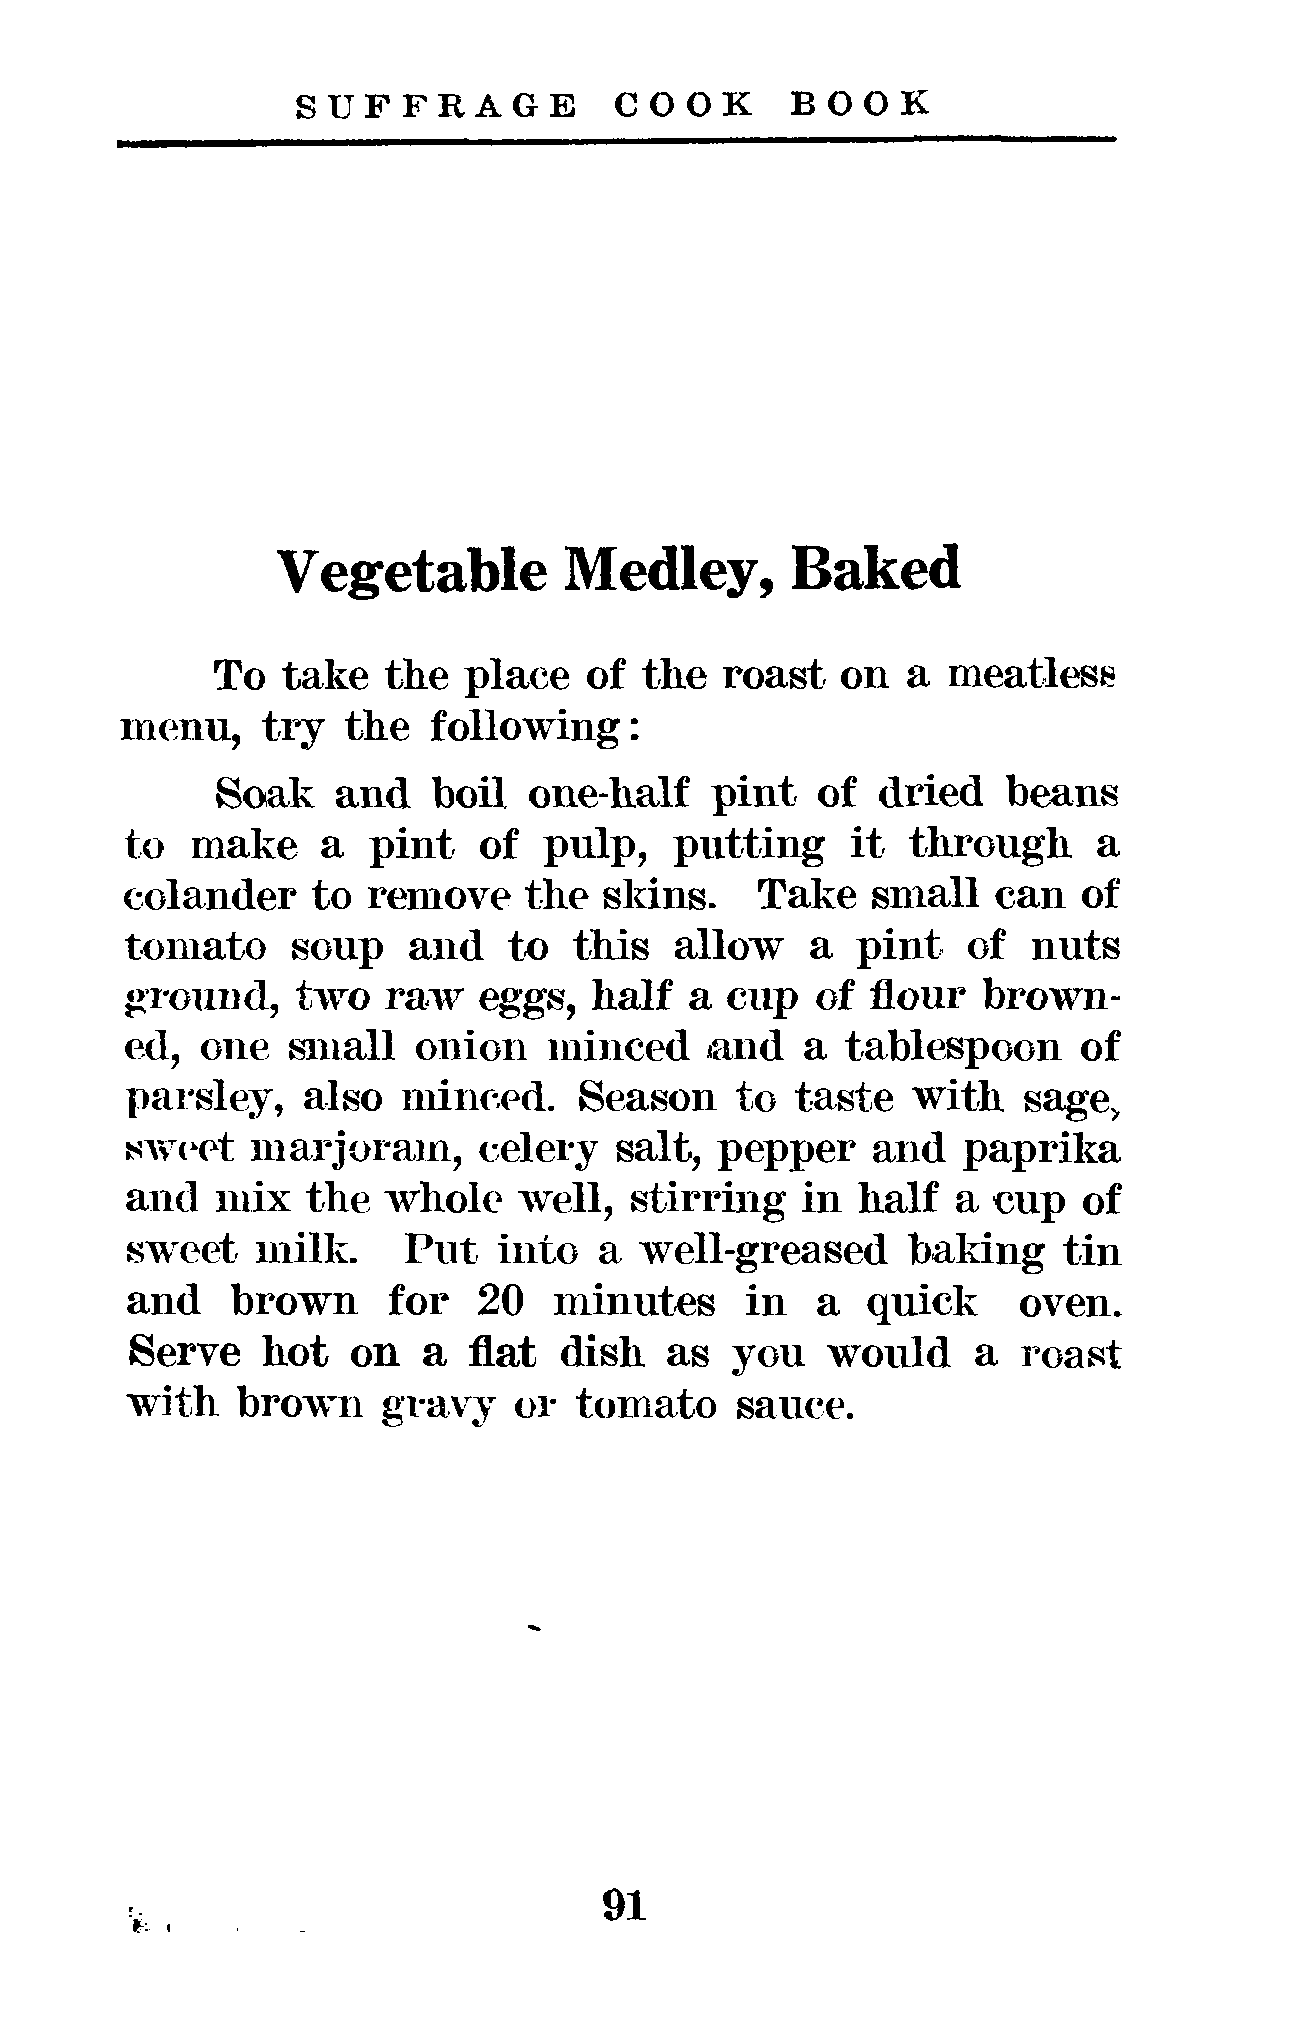 SUFFRAGE COOK BOOK
Vegetable Medley, Baked
To take the place of the roast on a meatless
menu, try the following:
Soak and boil one-half pint of dried beans
to make a pint of pulp, putting it through a
colander to remove the skins. Take small can of
tomato soup and to this allow a pint of nuts
ground, two raw eggs, half a cup of flour brown-
ed, one small onion minced and a tablespoon of
parsley, also minced. Season to taste with sage,
sweet marjoram, celery salt, pepper and paprika
and mix the whole well, stirring in half a cup of
sweet milk. Put into a well-greased baking tin
and brown for 20 minutes in a quick oven.
Serve hot on a flat dish as you would a roast
with brown gravy or tomato sauce.
91